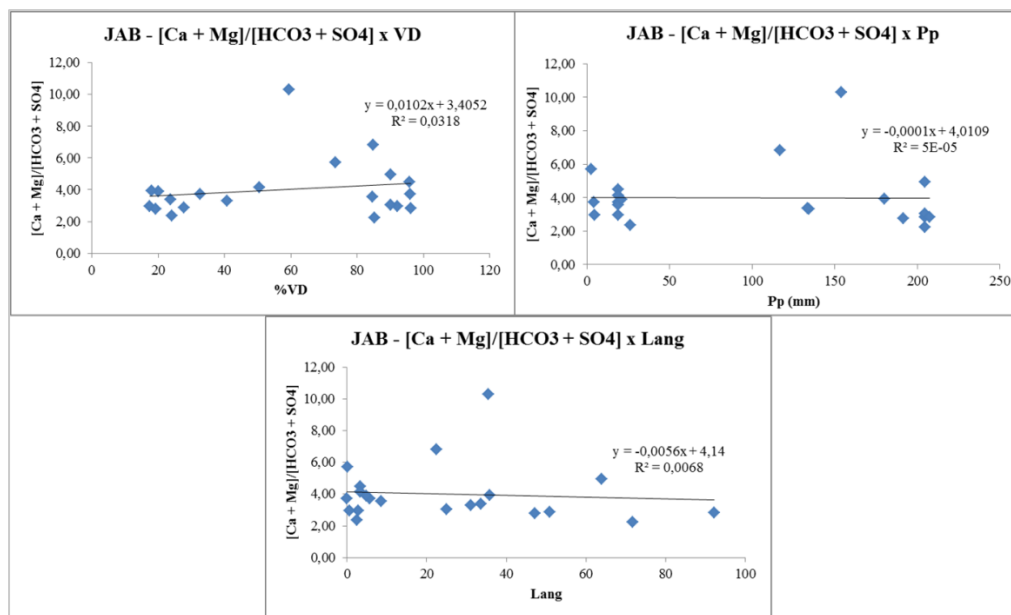 JAB - [Ca + Mg]/[HCO3 + SO4] x VD
[Ca + Mg]/[HCO3 + SO4]
12,00
10,00
8,00
6,00
4,00
2,00
0,00
y = 0,0102x + 3,4052
R² = 0,0318
0 20 40 60 80 100 120
%VD
JAB - [Ca + Mg]/[HCO3 + SO4] x Pp
[Ca + Mg]/[HCO3 + SO4]
12,00
10,00
8,00
6,00
4,00
2,00
0,00
y = -0,0001x + 4,0109
R² = 5E-05
0 50 100 150 200 250
Pp (mm)
JAB - [Ca + Mg]/[HCO3 + SO4] x Lang
[Ca + Mg]/[HCO3 + SO4]
12,00
10,00
8,00
6,00
4,00
2,00
0,00
y = -0,0056x + 4,14
R² = 0,0068
0 20 40 60 80 100
Lang